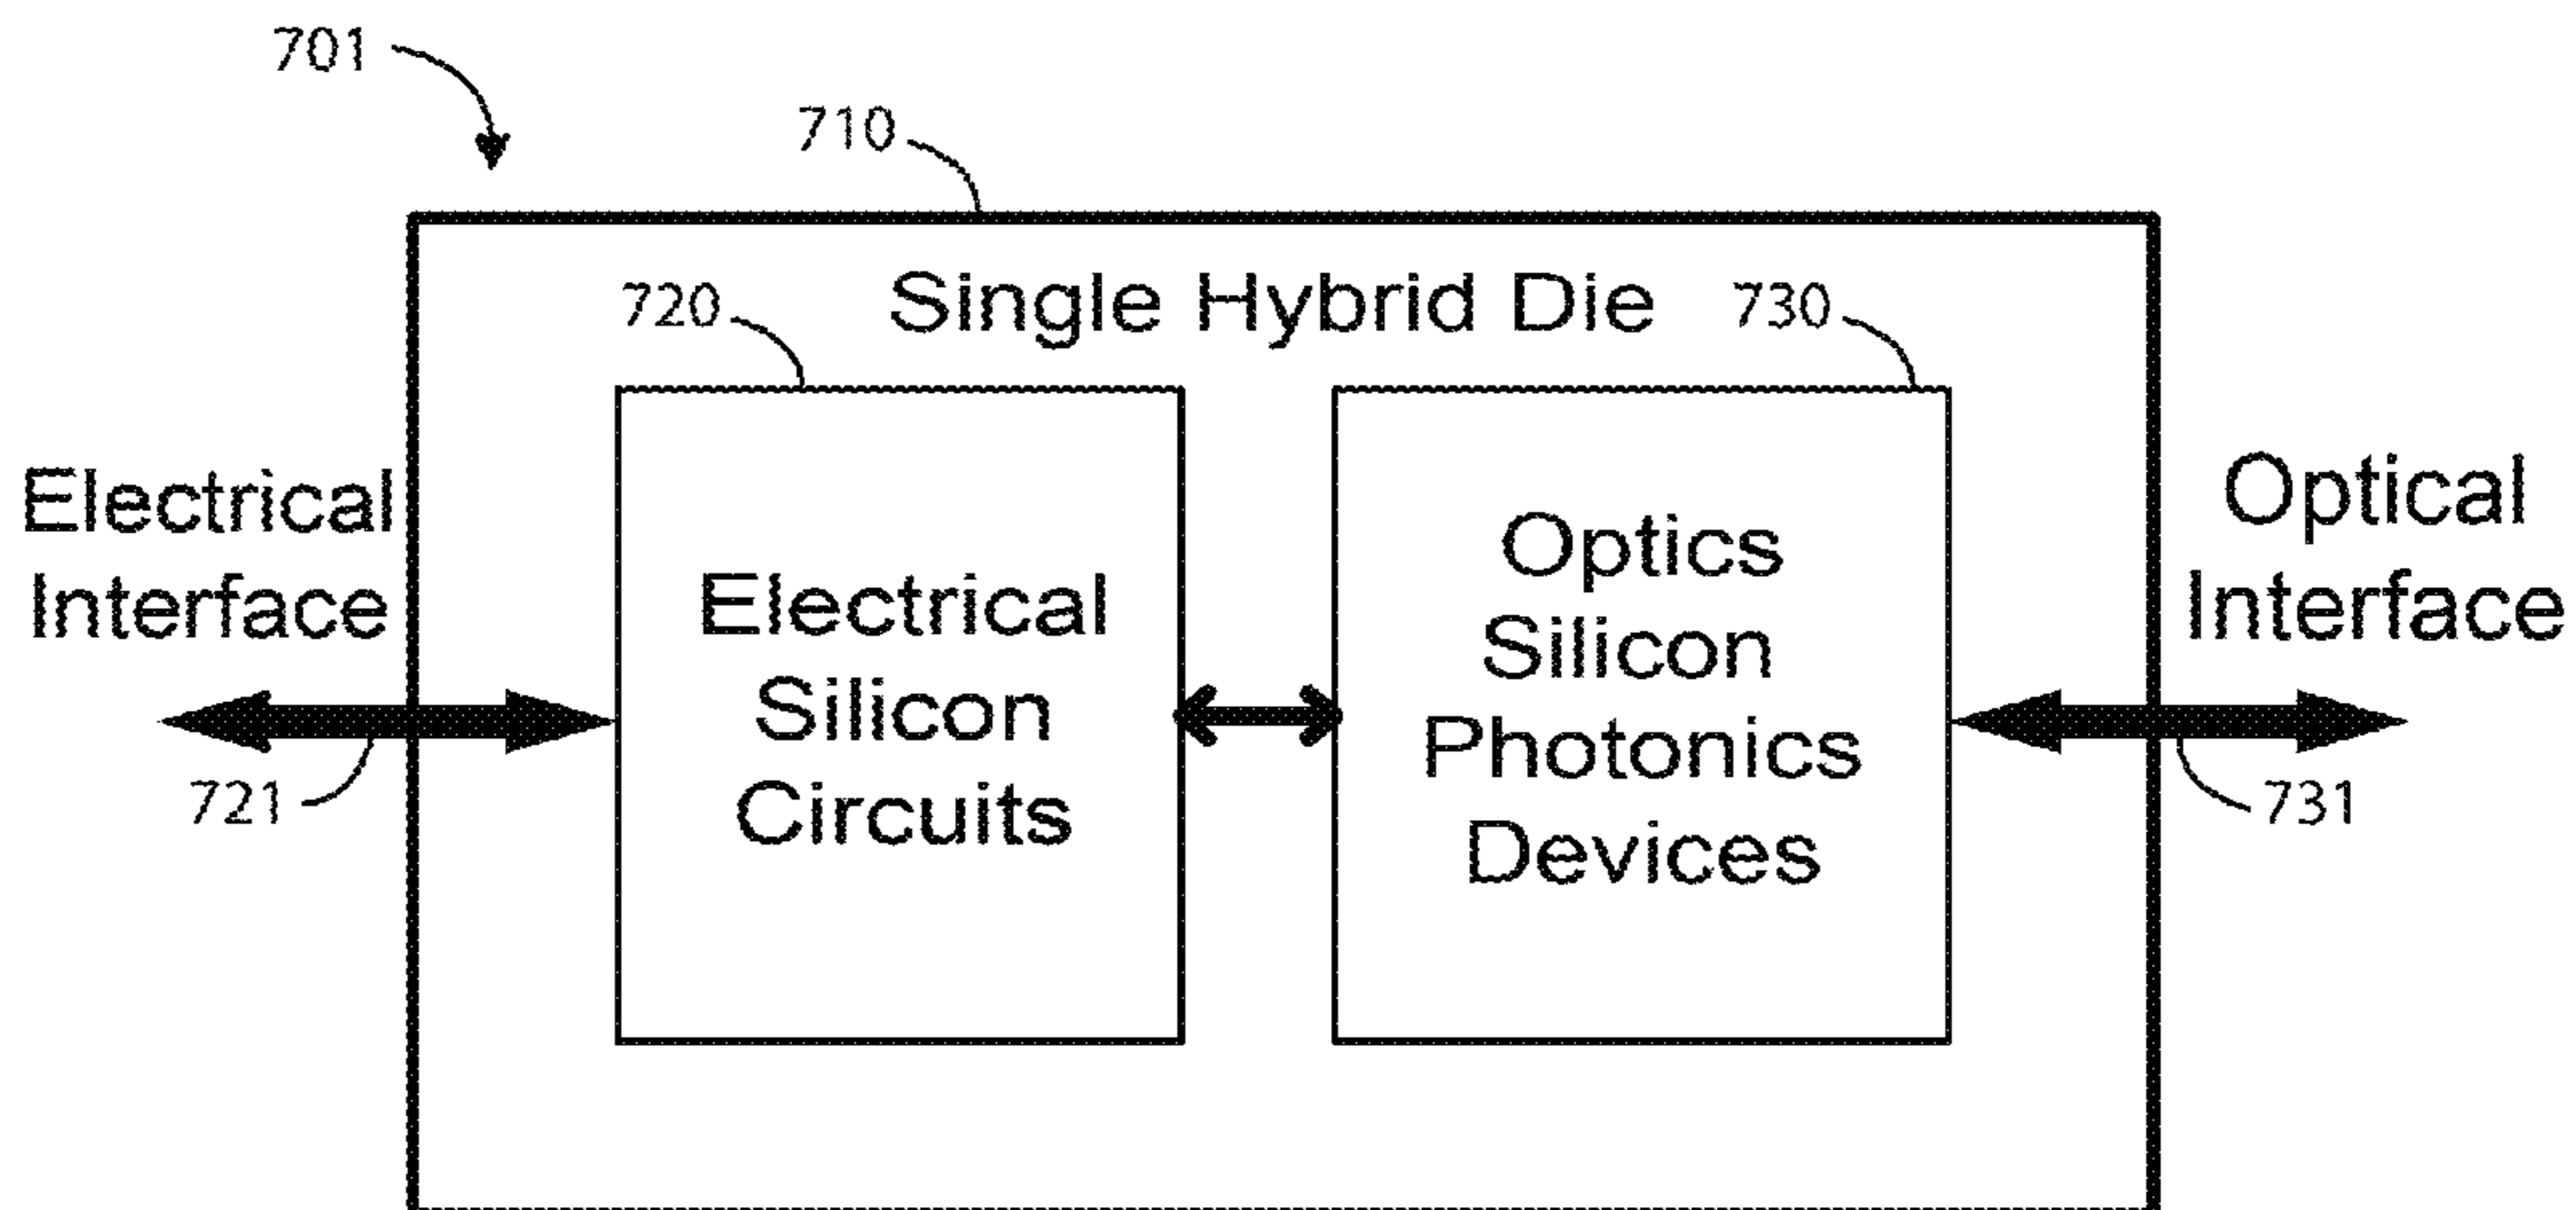 701
710
Single Hybrid Die
720
730
Electrical
Interface
721
Electrical
Silicon
Circuits
Optics
Silicon
Photonics
Devices
Optical
Interface
731